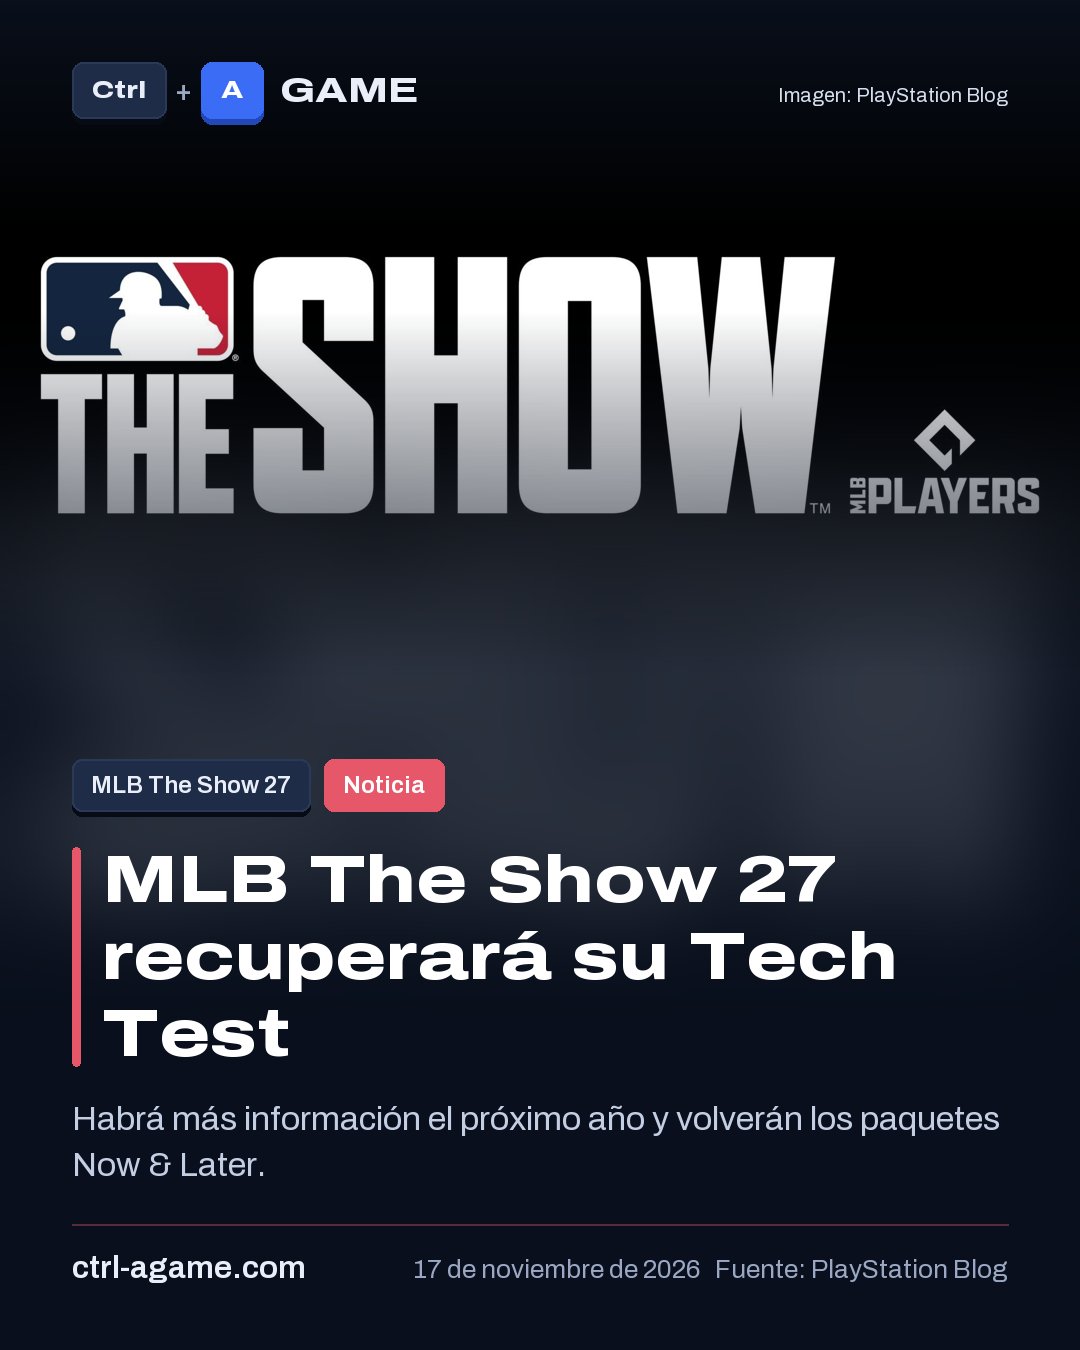 Ctrl + A GAME
Imagen: PlayStation Blog
THE SHOW™
MLB PLAYERS
MLB The Show 27
Noticia
MLB The Show 27
recuperará su Tech
Test
Habrá más información el próximo año y volverán los paquetes
Now & Later.
ctrl-agame.com
17 de noviembre de 2026 Fuente: PlayStation Blog